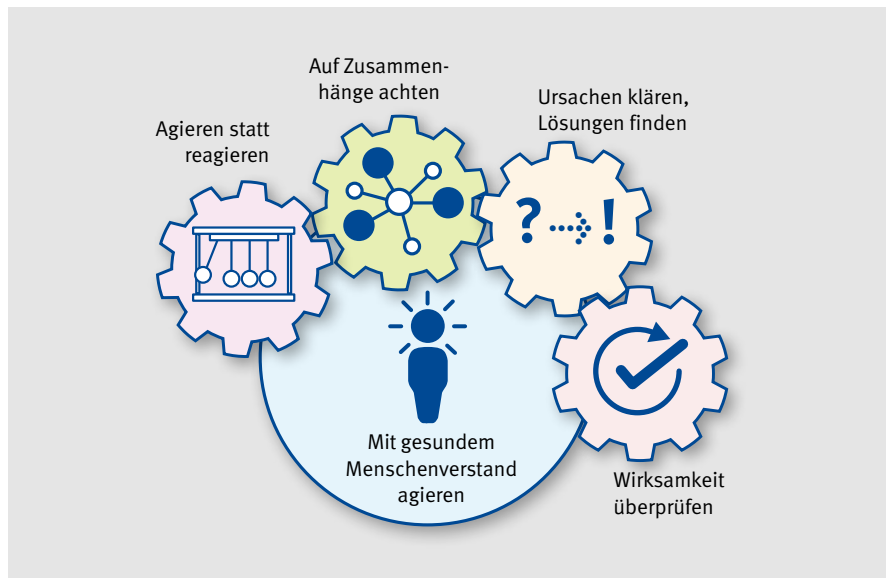 Auf Zusammen-
hänge achten
Ursachen klären,
Lösungen finden
Agieren statt
reagieren
? !
Mit gesundem
Menschenverstand
agieren
Wirksamkeit
überprüfen